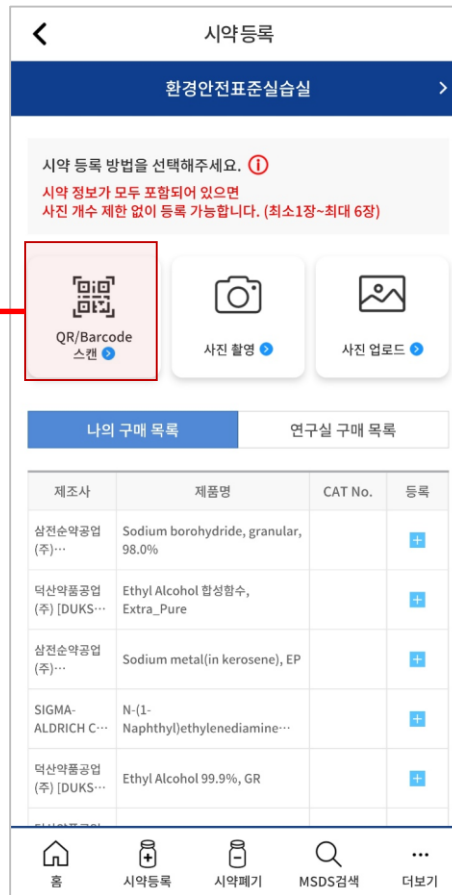 시약등록
환경안전표준실습실
시약 등록 방법을 선택해주세요.
시약 정보가 모두 포함되어 있으면
사진 개수 제한 없이 등록 가능합니다. (최소1장~최대 6장)
QR/Barcode
스캔
사진 촬영
사진 업로드
나의 구매 목록
연구실 구매 목록
제조사 제품명 CAT No. 등록
삼전순약공업
(주)…
Sodium borohydride, granular,
98.0%
덕산약품공업
(주) [DUKS…
Ethyl Alcohol 합성함수,
Extra_Pure
삼전순약공업
(주)…
Sodium metal(in kerosene), EP
SIGMA-
ALDRICH C…
N-(1-
Naphthyl)ethylenediamine…
덕산약품공업
(주) [DUKS…
Ethyl Alcohol 99.9%, GR
홈 시약등록 시약폐기 MSDS검색 더보기